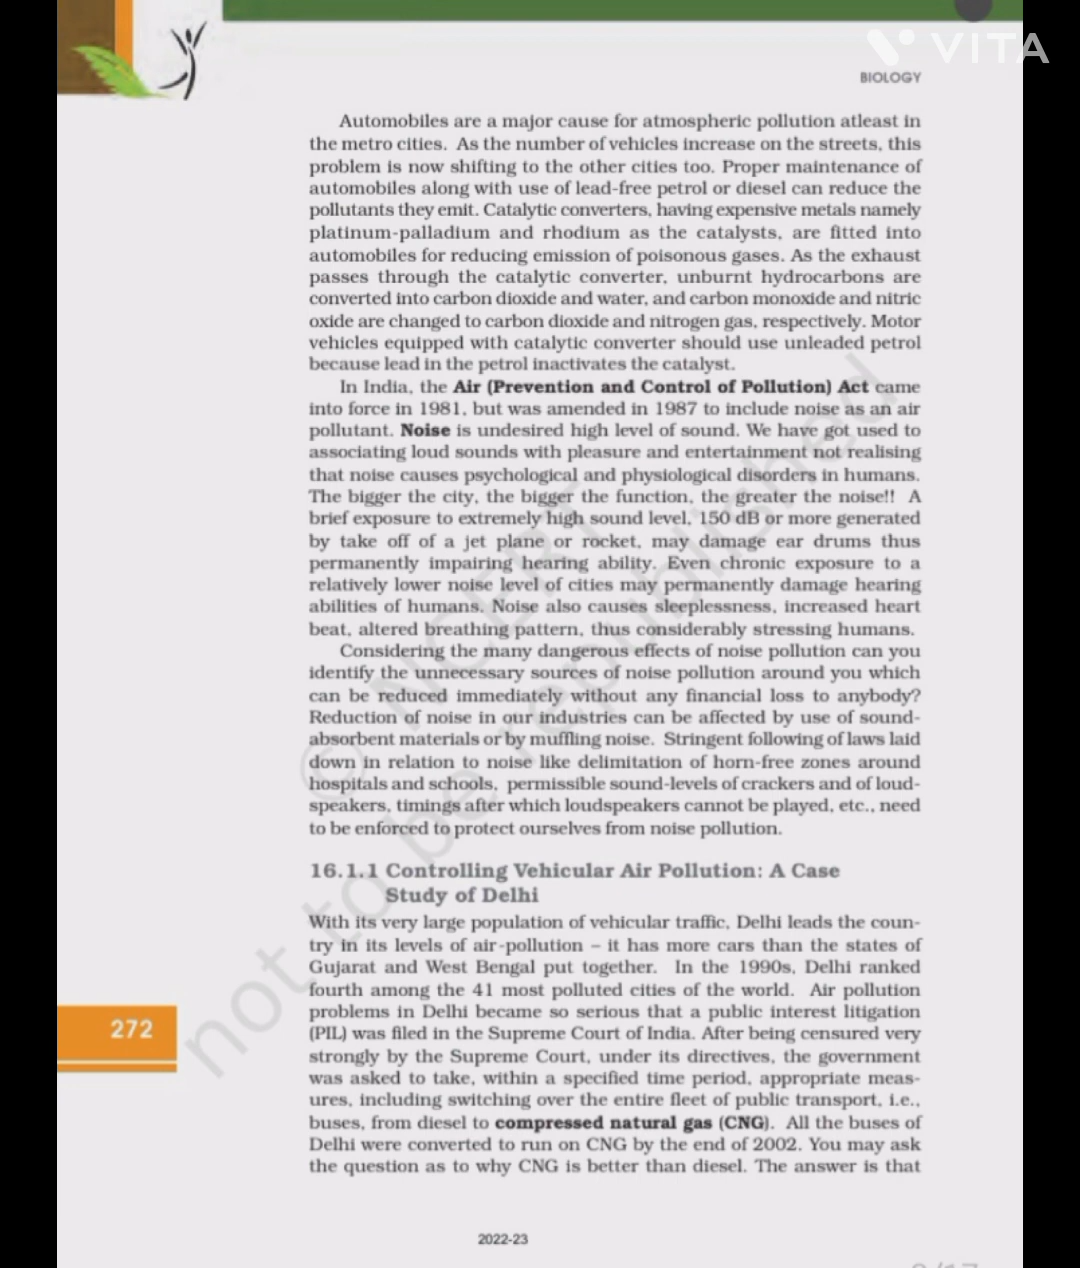 VITA
BIOLOGY
Automobiles are a major cause for atmospheric pollution atleast in
the metro cities. As the number of vehicles increase on the streets, this
problem is now shifting to the other cities too. Proper maintenance of
automobiles along with use of lead-free petrol or diesel can reduce the
pollutants they emit. Catalytic converters, having expensive metals namely
platinum-palladium and rhodium as the catalysts, are fitted into
automobiles for reducing emission of poisonous gases. As the exhaust
passes through the catalytic converter, unburnt hydrocarbons are
converted into carbon dioxide and water, and carbon monoxide and nitric
oxide are changed to carbon dioxide and nitrogen gas, respectively. Motor
vehicles equipped with catalytic converter should use unleaded petrol
because lead in the petrol inactivates the catalyst.
In India, the Air (Prevention and Control of Pollution) Act came
into force in 1981, but was amended in 1987 to include noise as an air
pollutant. Noise is undesired high level of sound. We have got used to
associating loud sounds with pleasure and entertainment not realising
that noise causes psychological and physiological disorders in humans.
The bigger the city, the bigger the function, the greater the noise!! A
brief exposure to extremely high sound level, 150 dB or more generated
by take off of a jet plane or rocket, may damage ear drums thus
permanently impairing hearing ability. Even chronic exposure to a
relatively lower noise level of cities may permanently damage hearing
abilities of humans. Noise also causes sleeplessness, increased heart
beat, altered breathing pattern, thus considerably stressing humans.
Considering the many dangerous effects of noise pollution can you
identify the unnecessary sources of noise pollution around you which
can be reduced immediately without any financial loss to anybody?
Reduction of noise in our industries can be affected by use of sound-
absorbent materials or by muffling noise. Stringent following of laws laid
down in relation to noise like delimitation of horn-free zones around
hospitals and schools, permissible sound-levels of crackers and of loud-
speakers, timings after which loudspeakers cannot be played, etc., need
to be enforced to protect ourselves from noise pollution.
16.1.1 Controlling Vehicular Air Pollution: A Case
Study of Delhi
With its very large population of vehicular traffic, Delhi leads the coun-
try in its levels of air-pollution – it has more cars than the states of
Gujarat and West Bengal put together. In the 1990s, Delhi ranked
fourth among the 41 most polluted cities of the world. Air pollution
problems in Delhi became so serious that a public interest litigation
(PIL) was filed in the Supreme Court of India. After being censured very
strongly by the Supreme Court, under its directives, the government
was asked to take, within a specified time period, appropriate meas-
ures, including switching over the entire fleet of public transport, i.e.,
buses, from diesel to compressed natural gas (CNG). All the buses of
Delhi were converted to run on CNG by the end of 2002. You may ask
the question as to why CNG is better than diesel. The answer is that
272
© NCERT
not to be republished
2022-23